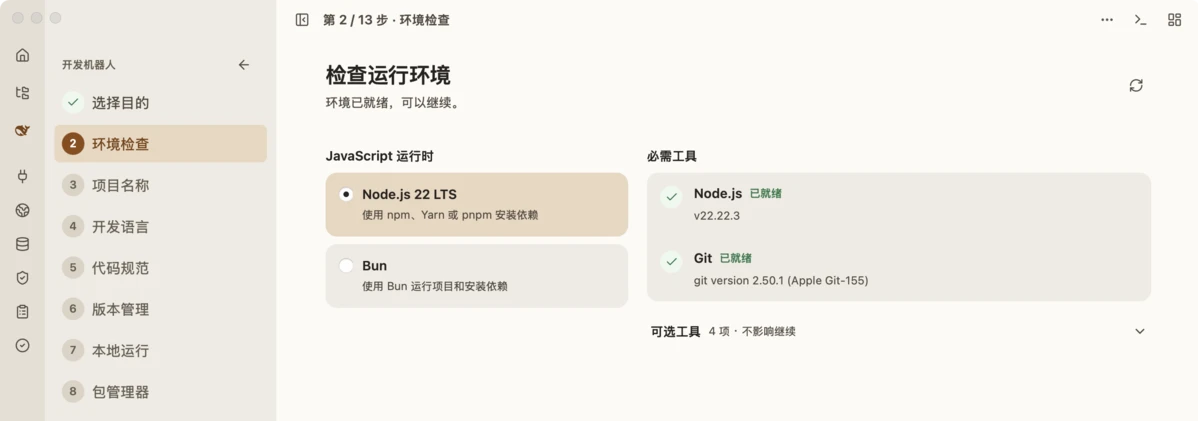 第 2 / 13 步 · 环境检查
开发机器人
选择目的
2 环境检查
3 项目名称
4 开发语言
5 代码规范
6 版本管理
7 本地运行
8 包管理器
检查运行环境
环境已就绪，可以继续。
JavaScript 运行时
Node.js 22 LTS
使用 npm、Yarn 或 pnpm 安装依赖
Bun
使用 Bun 运行项目和安装依赖
必需工具
Node.js 已就绪
v22.22.3
Git 已就绪
git version 2.50.1 (Apple Git-155)
可选工具 4 项 · 不影响继续